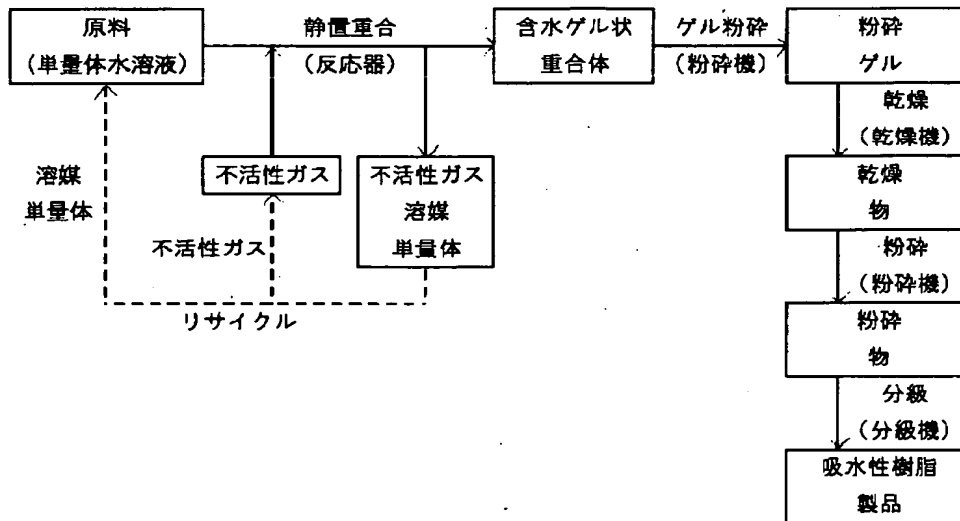 原料
(単量体水溶液)
静置重合
(反応器)
含水ゲル状
重合体
ゲル粉砕
(粉砕機)
粉砕
ゲル
乾燥
(乾燥機)
乾燥
物
粉砕
(粉砕機)
粉砕
物
分級
(分級機)
吸水性樹脂
製品
不活性ガス
不活性ガス
溶媒
単量体
溶媒
単量体
不活性ガス
リサイクル